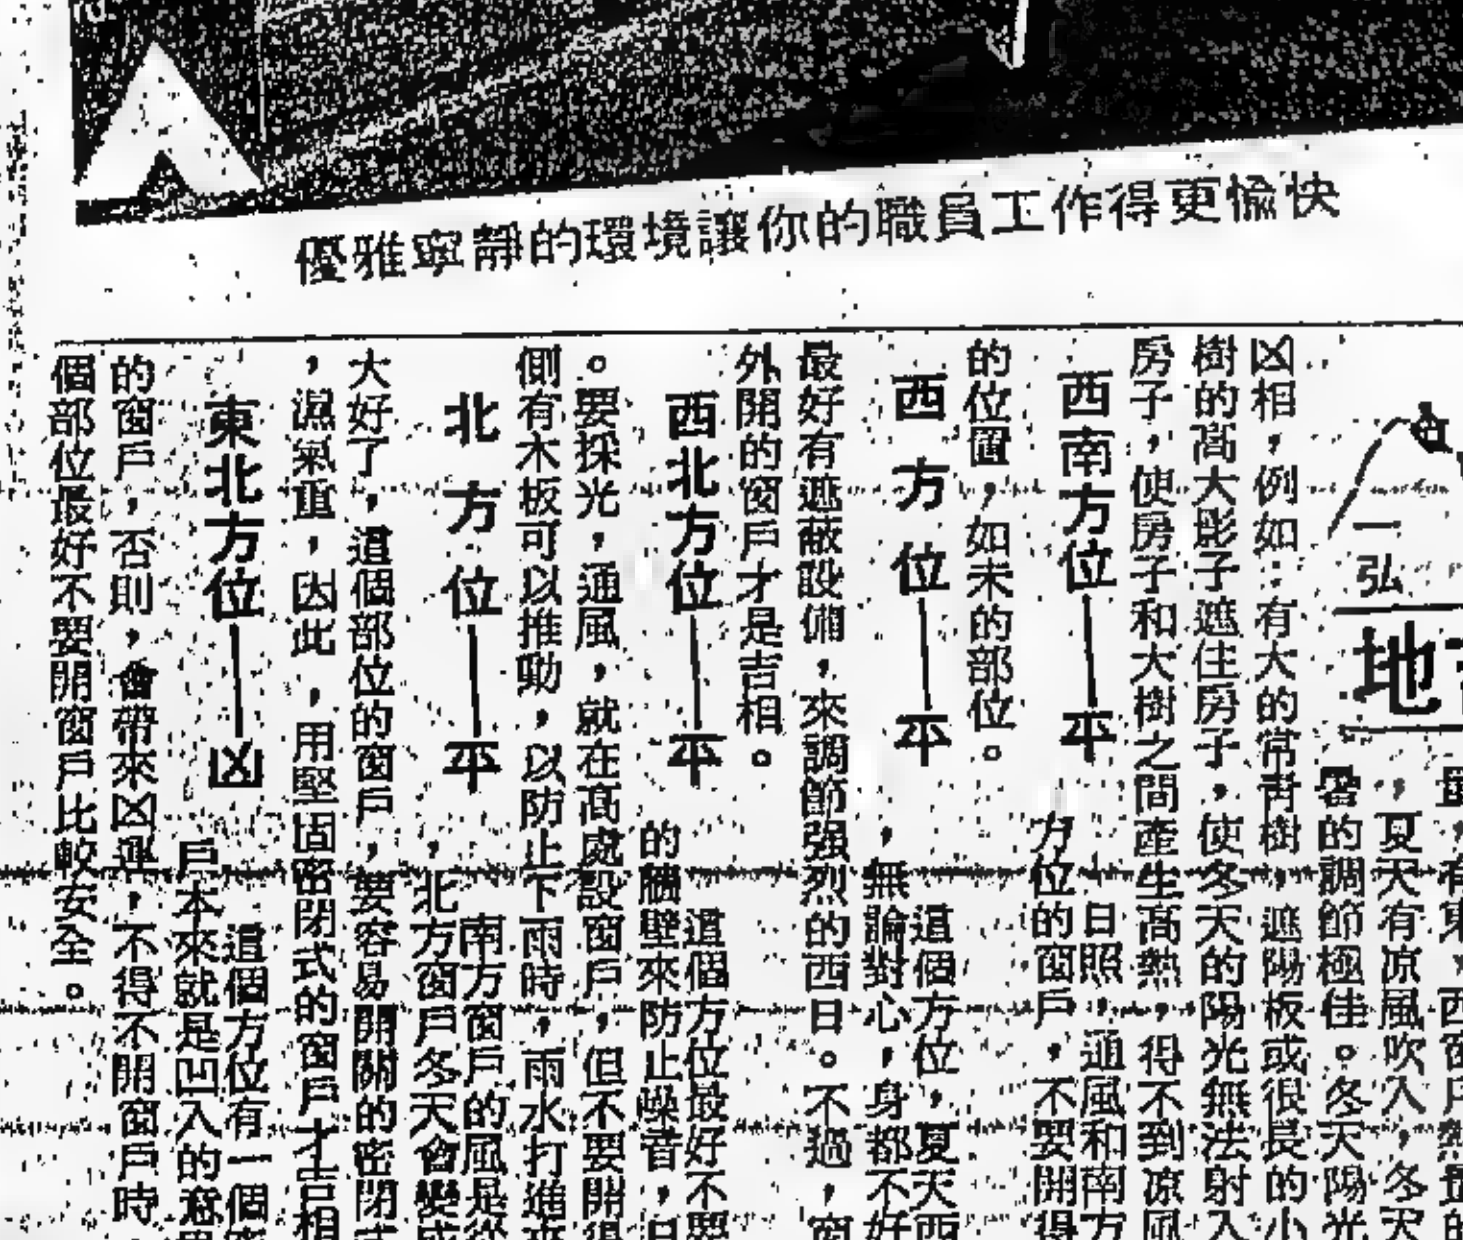 優雅寧靜的環境讓你的職員工作得更愉快
一弘
地
夏天有凉風吹入，冬天
的調節極佳。冬天陽光
凶相，例如：有大的常青樹，遮陽板或很長的小
樹的高大影子遮住房子，使冬天的陽光無法射入
房子，使房子和大樹之間產生高熱，得不到凉風
西南方位──平
日照，通風和南方
方位的窗戶，不要開得
的位置，如未的部位。
西方位──平
這個方位，夏天西
，無論對心，身都不好
最好有遮蔽設備，來調節强烈的西日。不過，窗
外開的窗戶才是吉相。
西北方位──平
這個方位最好不要
的牆壁來防止噪音，但
。要採光，通風，就在高處設窗戶，但不要開得
側有木板可以推動，以防止下雨時，雨水打進來
北方位──平
南方窗戶的風是從
，北方窗戶冬天會變成
大好了，這個部位的窗戶，要容易開關的密閉式
，濕氣重，因此，用堅固密閉式的窗戶才吉相
東北方位──凶
這個方位有一個
戶本來就是凹入的意
的窗戶，否則，會帶來凶運，不得不開窗戶時，
個部位最好不要開窗戶比較安全。